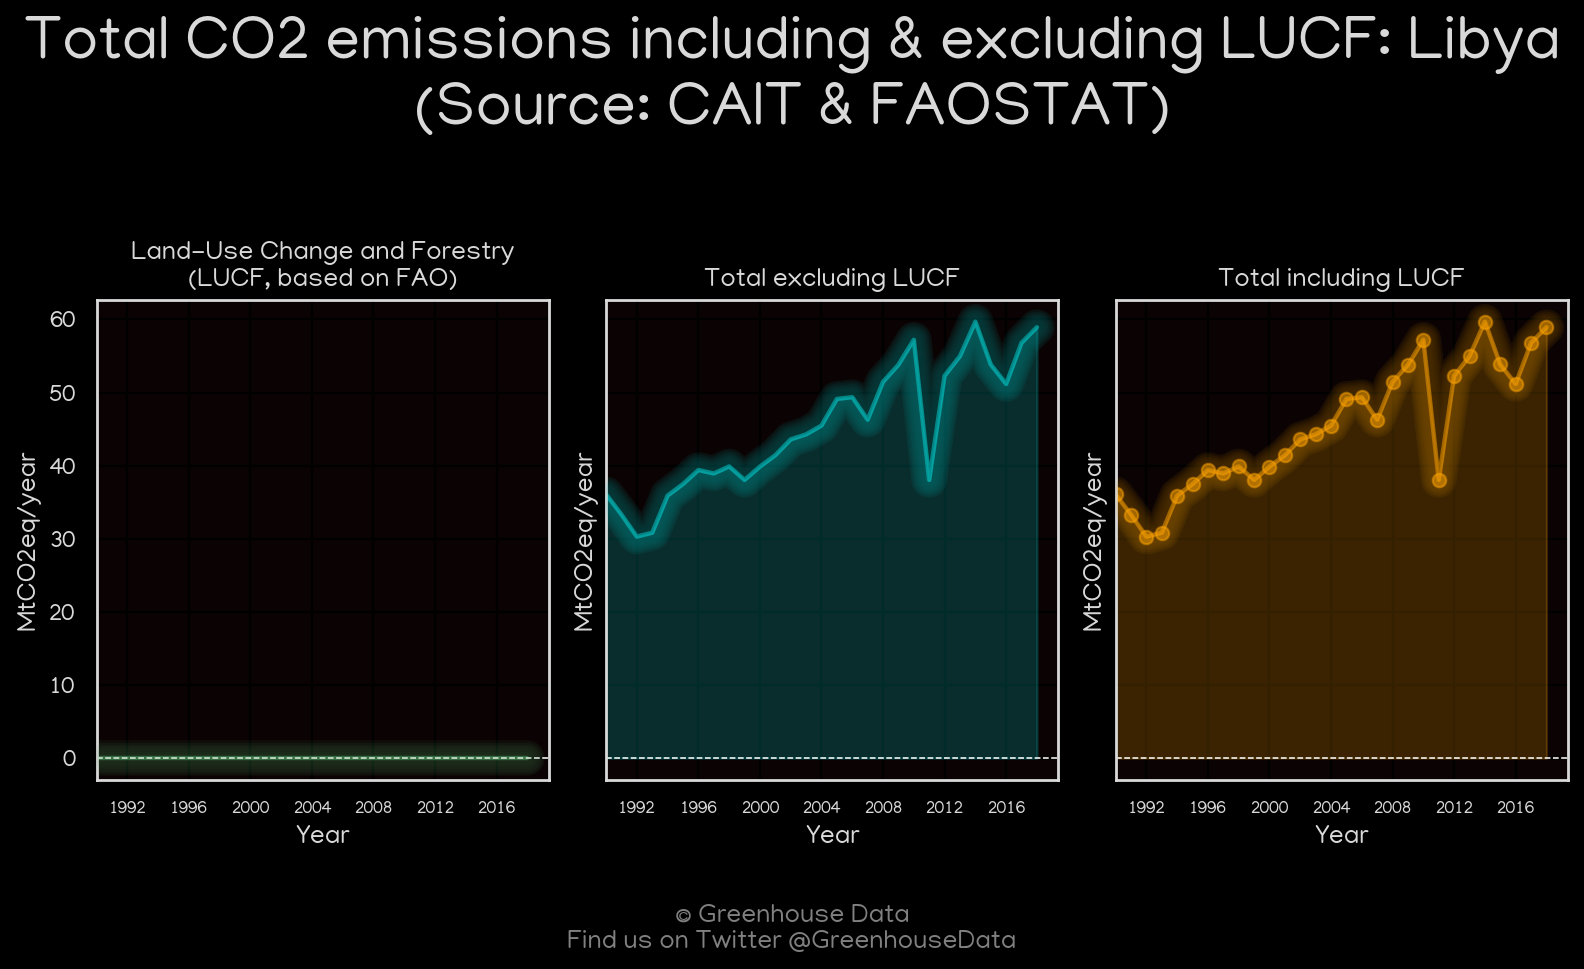 Total CO2 emissions including & excluding LUCF: Libya
(Source: CAIT & FAOSTAT)
Land-Use Change and Forestry
(LUCF, based on FAO)
Total excluding LUCF
Total including LUCF
60
50
40
30
20
10
0
MtCO2eq/year
MtCO2eq/year
MtCO2eq/year
1992 1996 2000 2004 2008 2012 2016
1992 1996 2000 2004 2008 2012 2016
1992 1996 2000 2004 2008 2012 2016
Year
Year
Year
© Greenhouse Data
Find us on Twitter @GreenhouseData